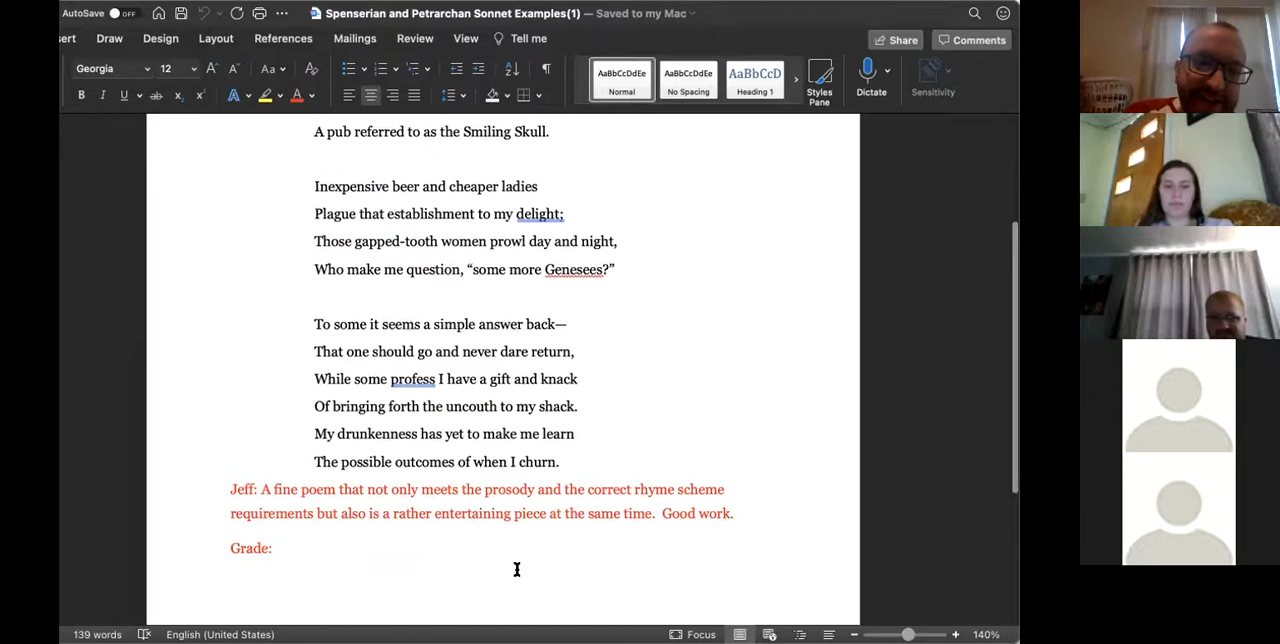 AutoSave OFF
Spenserian and Petrarchan Sonnet Examples(1) — Saved to my Mac
ert Draw Design Layout References Mailings Review View Tell me
Share Comments
Georgia 12 Aa
B I U ab x₂ x² A A
AaBbCcDdEe AaBbCcDdEe AaBbCcD
Normal No Spacing Heading 1
Styles Pane
Dictate
Sensitivity
A pub referred to as the Smiling Skull.
Inexpensive beer and cheaper ladies
Plague that establishment to my delight;
Those gapped-tooth women prowl day and night,
Who make me question, “some more Genesees?”
To some it seems a simple answer back—
That one should go and never dare return,
While some profess I have a gift and knack
Of bringing forth the uncouth to my shack.
My drunkenness has yet to make me learn
The possible outcomes of when I churn.
Jeff: A fine poem that not only meets the prosody and the correct rhyme scheme
requirements but also is a rather entertaining piece at the same time. Good work.
Grade:
139 words English (United States) Focus 140%